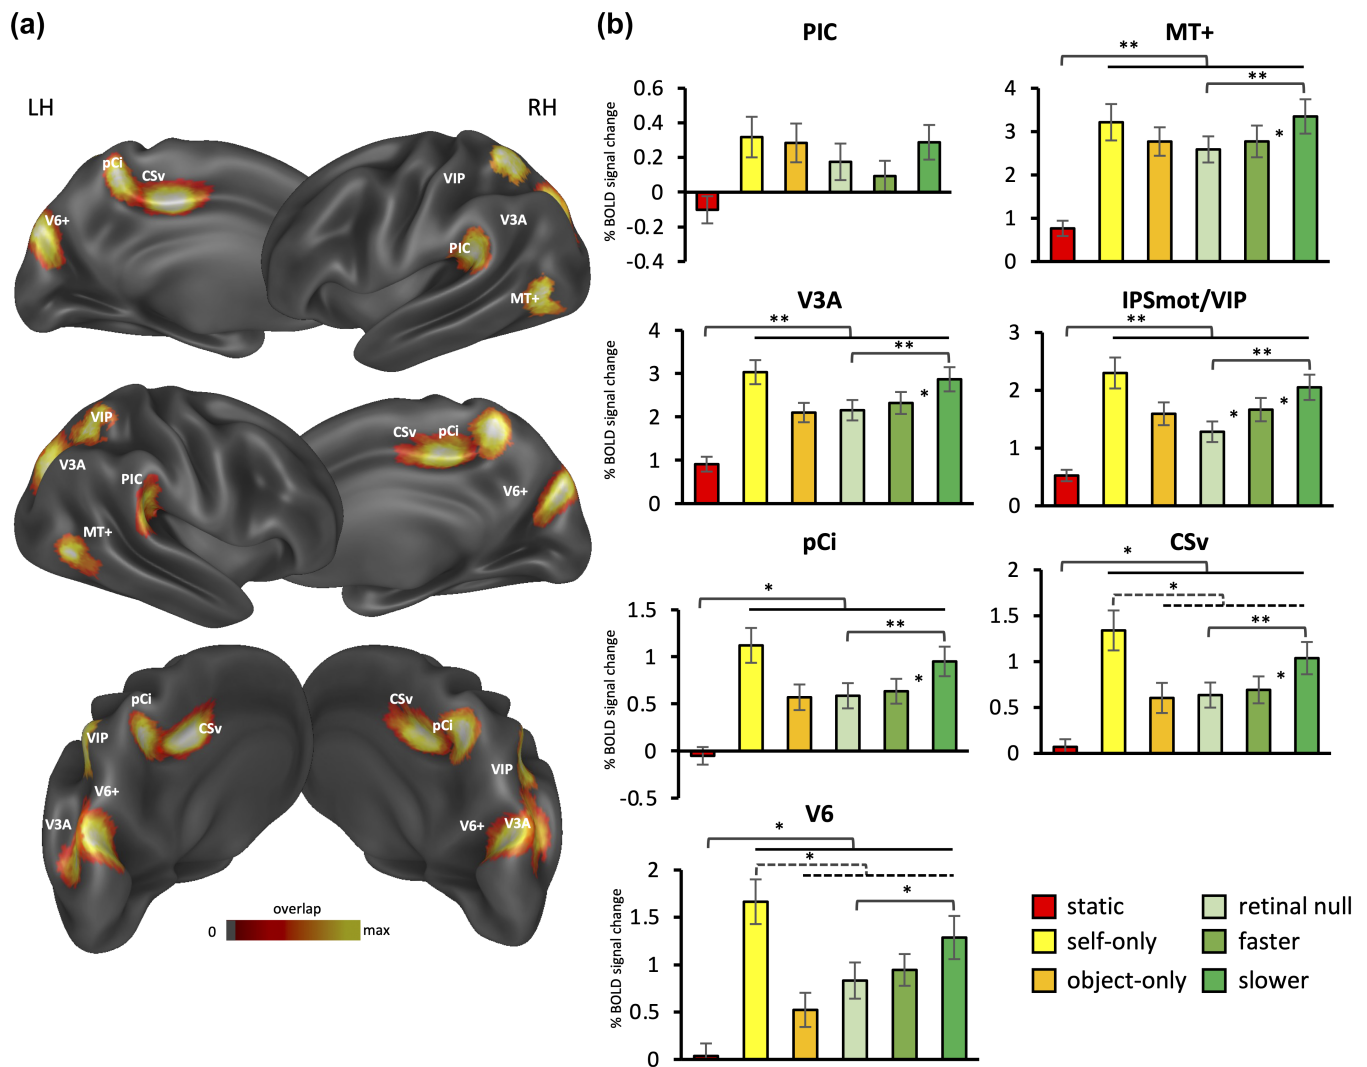 (a)
LH
RH
pCi
CSv
V6+
VIP
V3A
PIC
MT+
VIP
V3A
PIC
MT+
CSv
pCi
V6+
pCi
CSv
VIP
V6+
V3A
CSv
pCi
VIP
V6+
V3A
overlap
0
max
(b)
PIC
% BOLD signal change
0.6
0.4
0.2
0
-0.2
-0.4
MT+
**
**
*
4
3
2
1
0
V3A
**
**
*
% BOLD signal change
4
3
2
1
0
IPSmot/VIP
**
**
*
*
3
2
1
0
pCi
*
**
*
% BOLD signal change
1.5
1
0.5
0
-0.5
CSv
*
*
**
*
2
1.5
1
0.5
0
V6
*
*
*
% BOLD signal change
2
1.5
1
0.5
0
static
retinal null
self-only
faster
object-only
slower